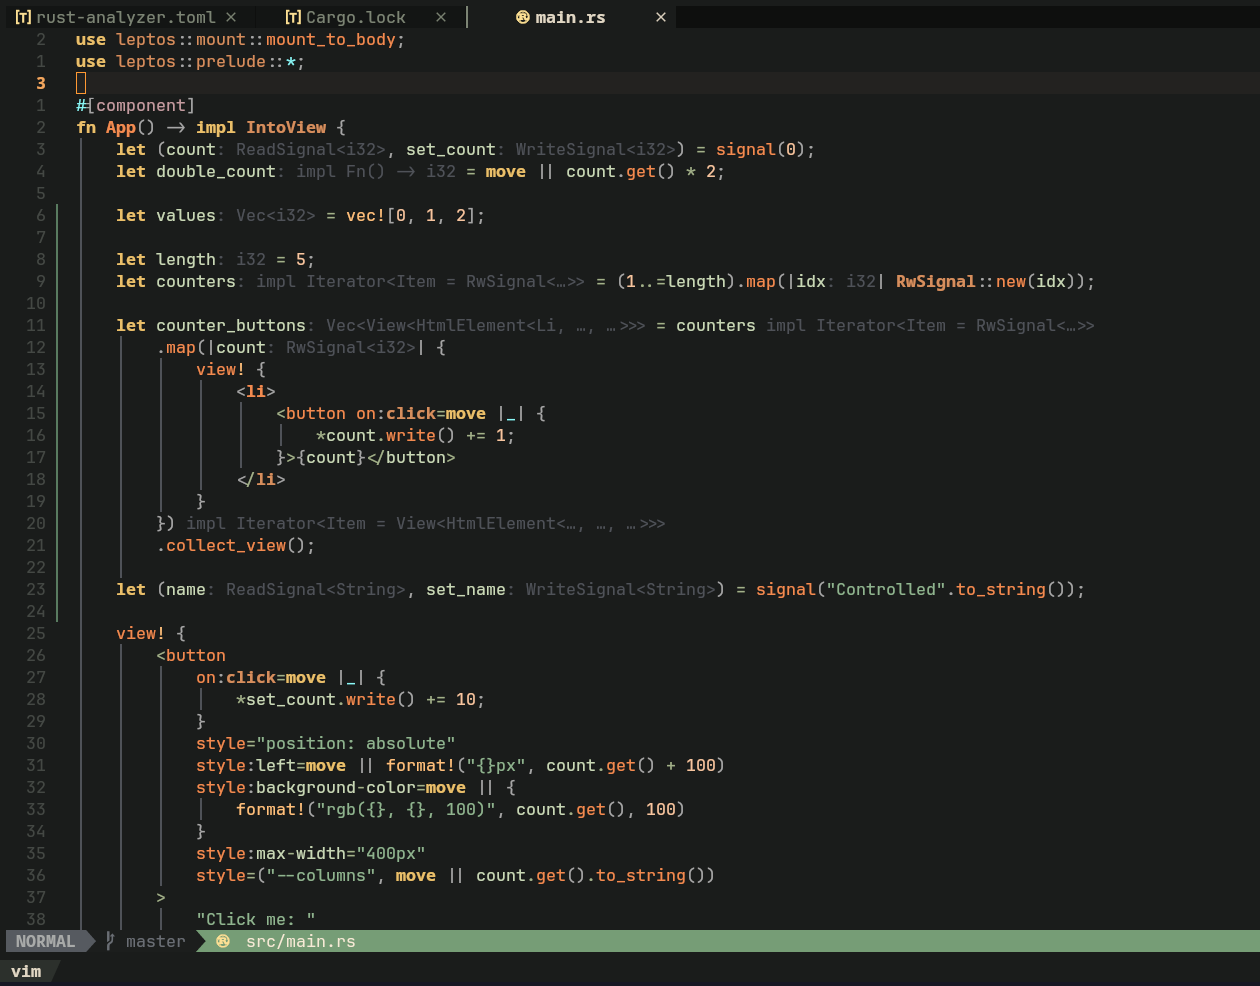 [T] rust-analyzer.toml ✕ [T] Cargo.lock ✕ main.rs ✕
2 use leptos::mount::mount_to_body;
1 use leptos::prelude::*;
3
1 #[component]
2 fn App() -> impl IntoView {
3 let (count: ReadSignal<i32>, set_count: WriteSignal<i32>) = signal(0);
4 let double_count: impl Fn() -> i32 = move || count.get() * 2;
5
6 let values: Vec<i32> = vec![0, 1, 2];
7
8 let length: i32 = 5;
9 let counters: impl Iterator<Item = RwSignal<…>> = (1..=length).map(|idx: i32| RwSignal::new(idx));
10
11 let counter_buttons: Vec<View<HtmlElement<Li, …, …>>> = counters impl Iterator<Item = RwSignal<…>>
12 .map(|count: RwSignal<i32>| {
13 view! {
14 <li>
15 <button on:click=move |_| {
16 *count.write() += 1;
17 }>{count}</button>
18 </li>
19 }
20 }) impl Iterator<Item = View<HtmlElement<…, …, …>>>
21 .collect_view();
22
23 let (name: ReadSignal<String>, set_name: WriteSignal<String>) = signal("Controlled".to_string());
24
25 view! {
26 <button
27 on:click=move |_| {
28 *set_count.write() += 10;
29 }
30 style="position: absolute"
31 style:left=move || format!("{}px", count.get() + 100)
32 style:background-color=move || {
33 format!("rgb({}, {}, 100)", count.get(), 100)
34 }
35 style:max-width="400px"
36 style=("--columns", move || count.get().to_string())
37 >
38 "Click me: "
NORMAL master src/main.rs
vim